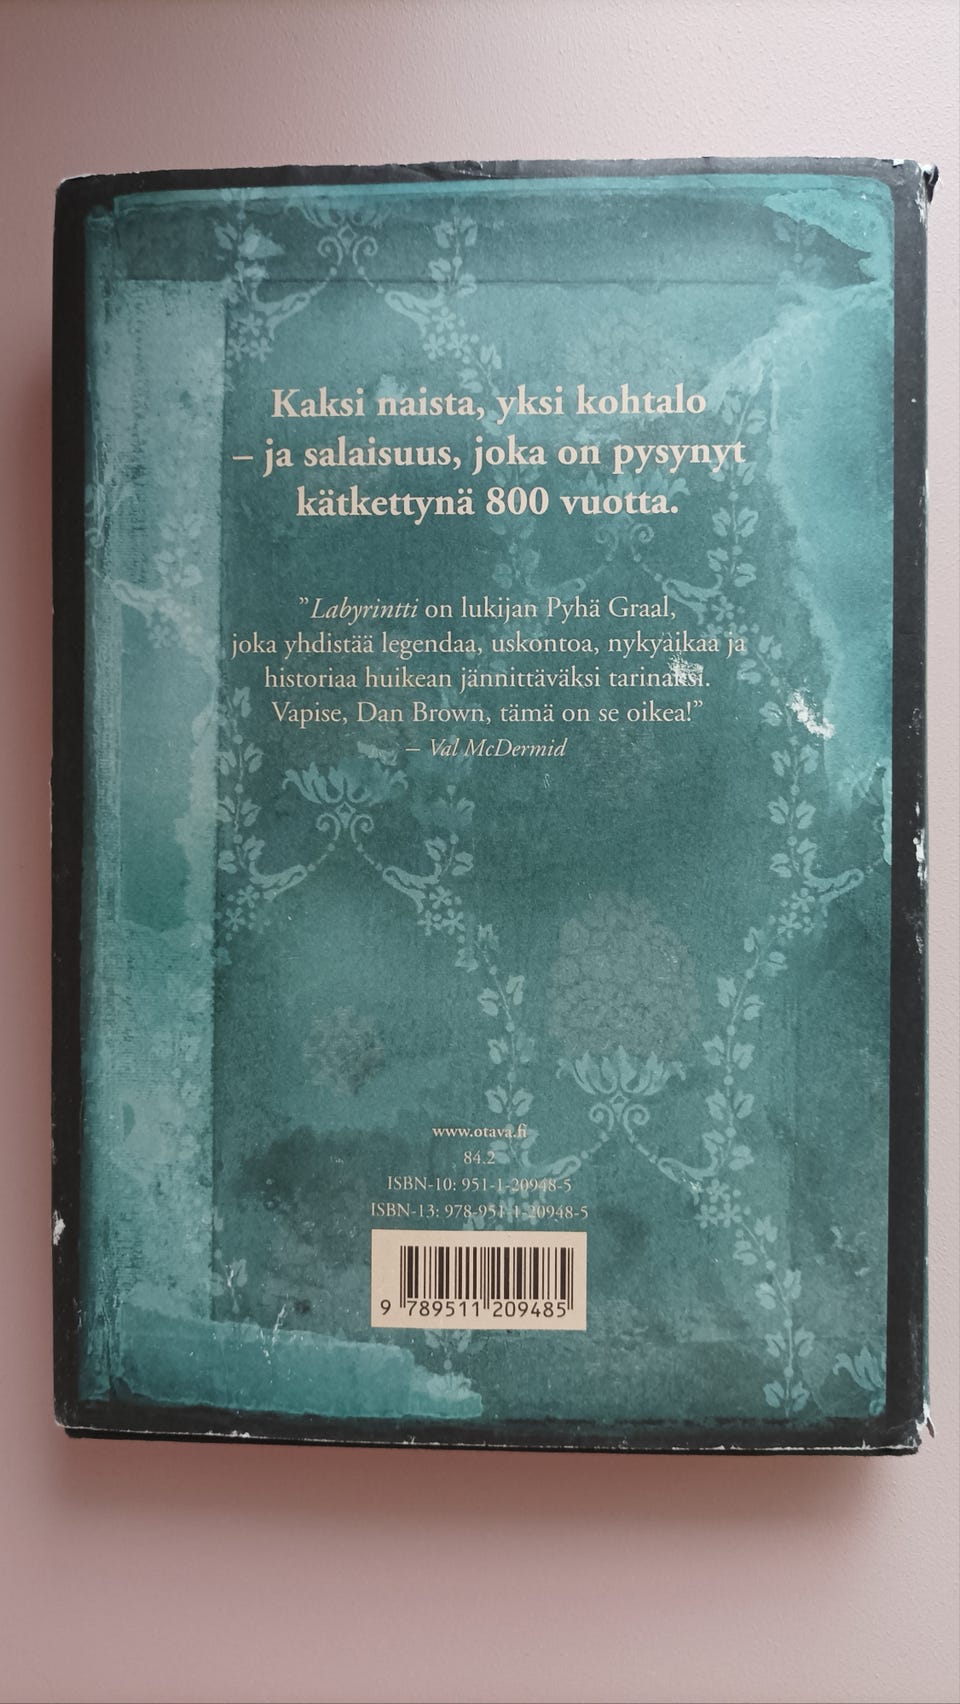 Kaksi naista, yksi kohtalo
– ja salaisuus, joka on pysynyt
kätkettynä 800 vuotta.
”Labyrintti on lukijan Pyhä Graal,
joka yhdistää legendaa, uskontoa, nykyaikaa ja
historiaa huikean jännittäväksi tarinaksi.
Vapise, Dan Brown, tämä on se oikea!”
– Val McDermid
www.otava.fi
84.2
ISBN-10: 951-1-20948-5
ISBN-13: 978-951-1-20948-5
9 789511 209485